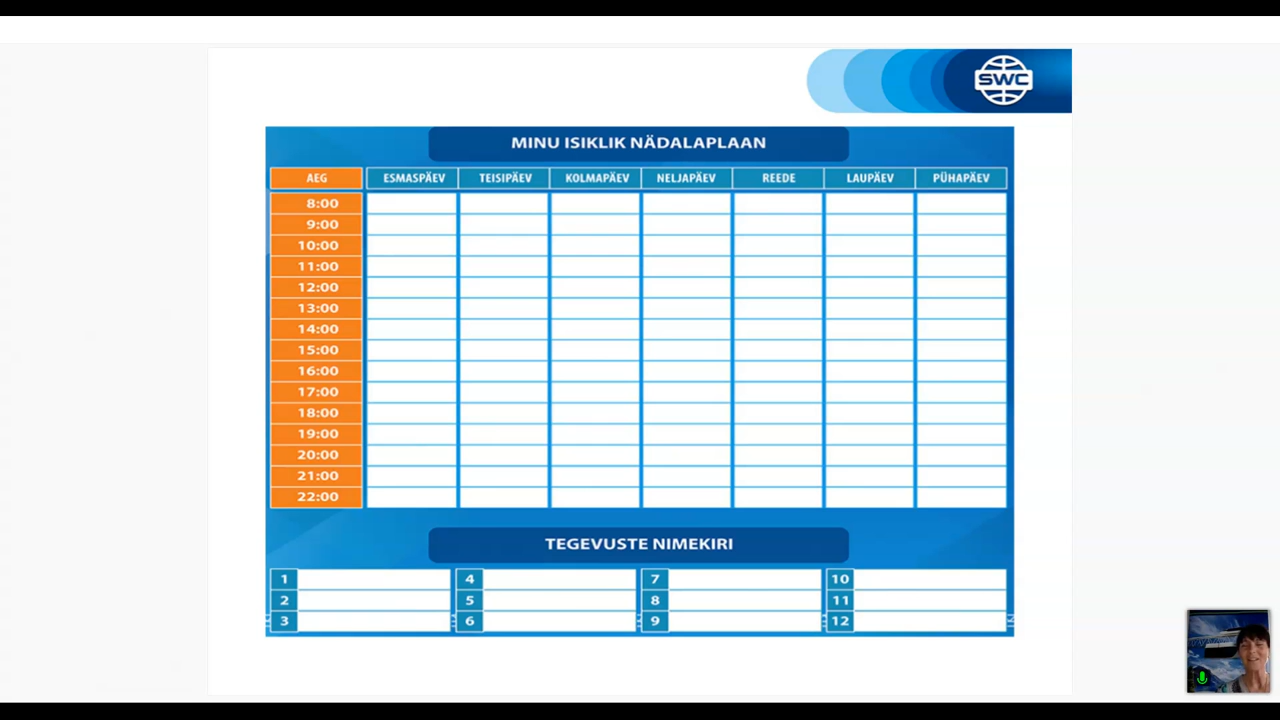 SWC
MINU ISIKLIK NÄDALAPLAAN
AEG ESMASPÄEV TEISIPÄEV KOLMAPÄEV NELJAPÄEV REEDE LAUPÄEV PÜHAPÄEV
8:00
9:00
10:00
11:00
12:00
13:00
14:00
15:00
16:00
17:00
18:00
19:00
20:00
21:00
22:00
TEGEVUSTE NIMEKIRI
1 4 7 10
2 5 8 11
3 6 9 12